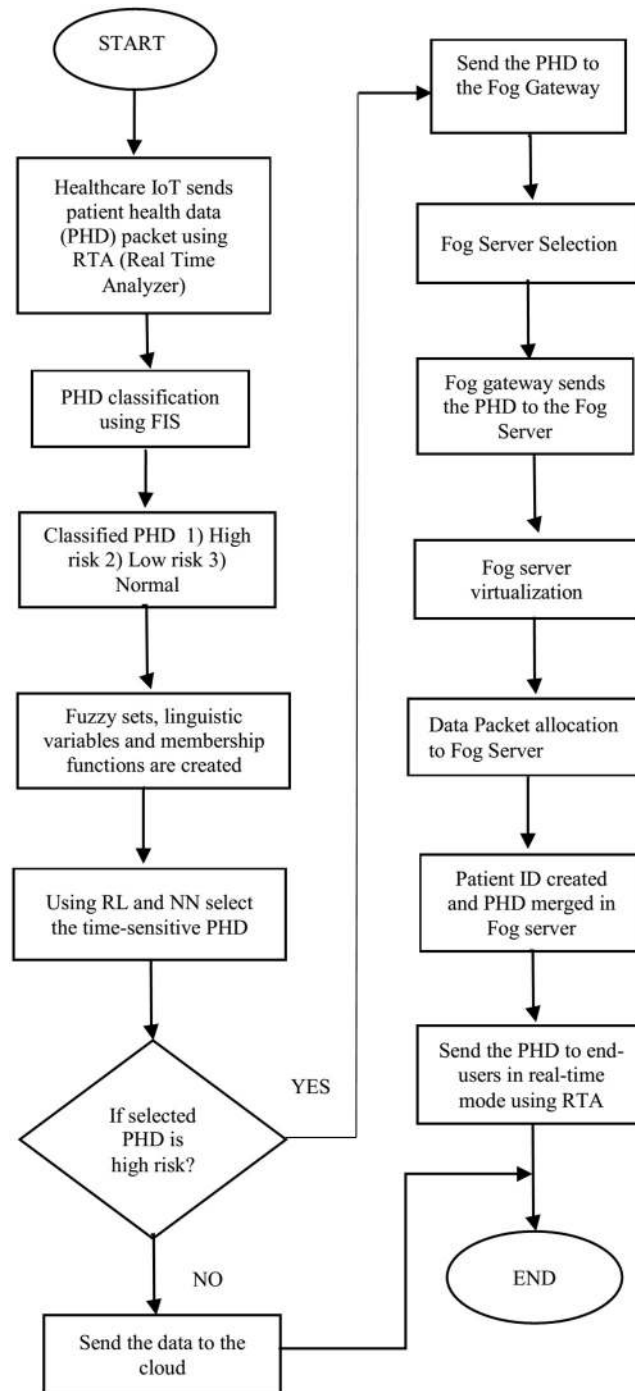 START
Healthcare IoT sends
patient health data
(PHD) packet using
RTA (Real Time
Analyzer)
PHD classification
using FIS
Classified PHD 1) High
risk 2) Low risk 3)
Normal
Fuzzy sets, linguistic
variables and membership
functions are created
Using RL and NN select
the time-sensitive PHD
If selected
PHD is
high risk?
YES
NO
Send the data to the
cloud
Send the PHD to
the Fog Gateway
Fog Server Selection
Fog gateway sends
the PHD to the Fog
Server
Fog server
virtualization
Data Packet allocation
to Fog Server
Patient ID created
and PHD merged in
Fog server
Send the PHD to end-
users in real-time
mode using RTA
END